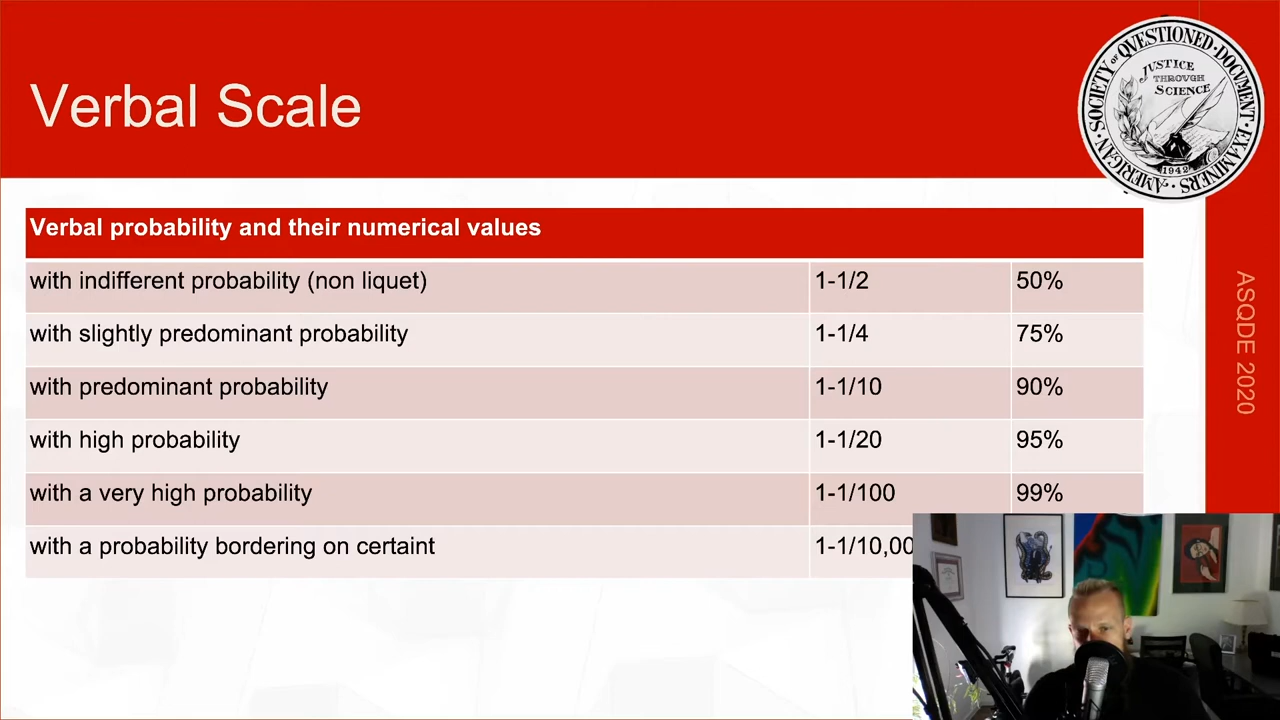 Verbal Scale
AMERICAN·SOCIETY OF QVESTIONED·DOCVMENT·EXAMINERS·
JUSTICE
THROUGH
SCIENCE
1942
Verbal probability and their numerical values
with indifferent probability (non liquet) 1-1/2 50%
with slightly predominant probability 1-1/4 75%
with predominant probability 1-1/10 90%
with high probability 1-1/20 95%
with a very high probability 1-1/100 99%
with a probability bordering on certaint 1-1/10,00
ASQDE 2020